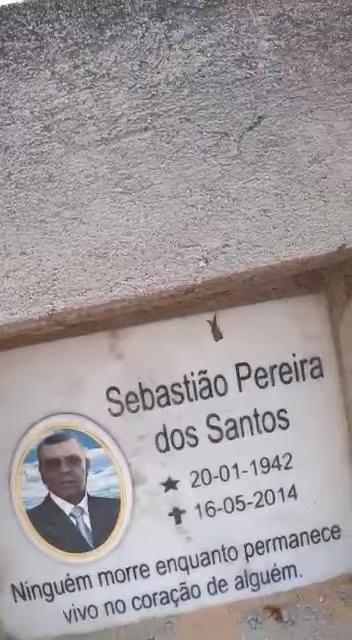 Sebastião Pereira
dos Santos
20-01-1942
16-05-2014
Ninguém morre enquanto permanece
vivo no coração de alguém.